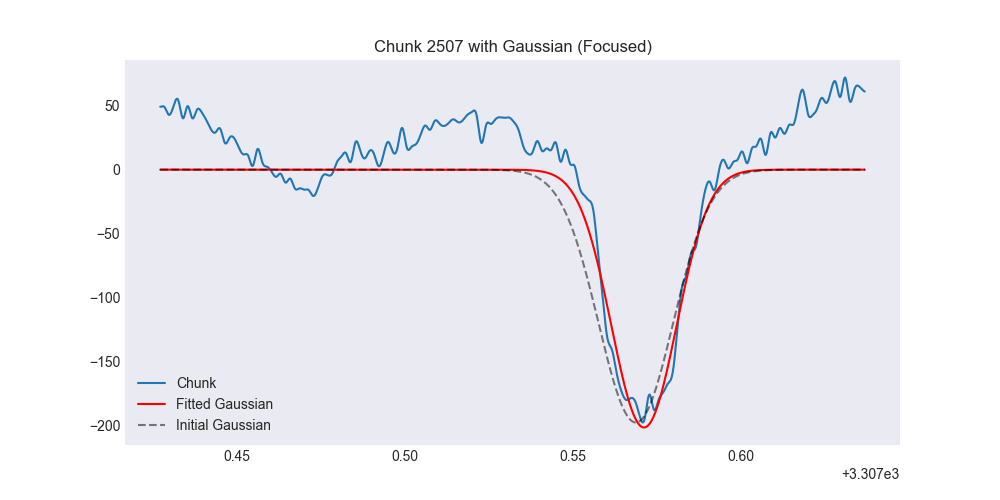 Chunk 2507 with Gaussian (Focused)
50
0
−50
−100
−150
−200
Chunk
Fitted Gaussian
Initial Gaussian
0.45 0.50 0.55 0.60
+3.307e3